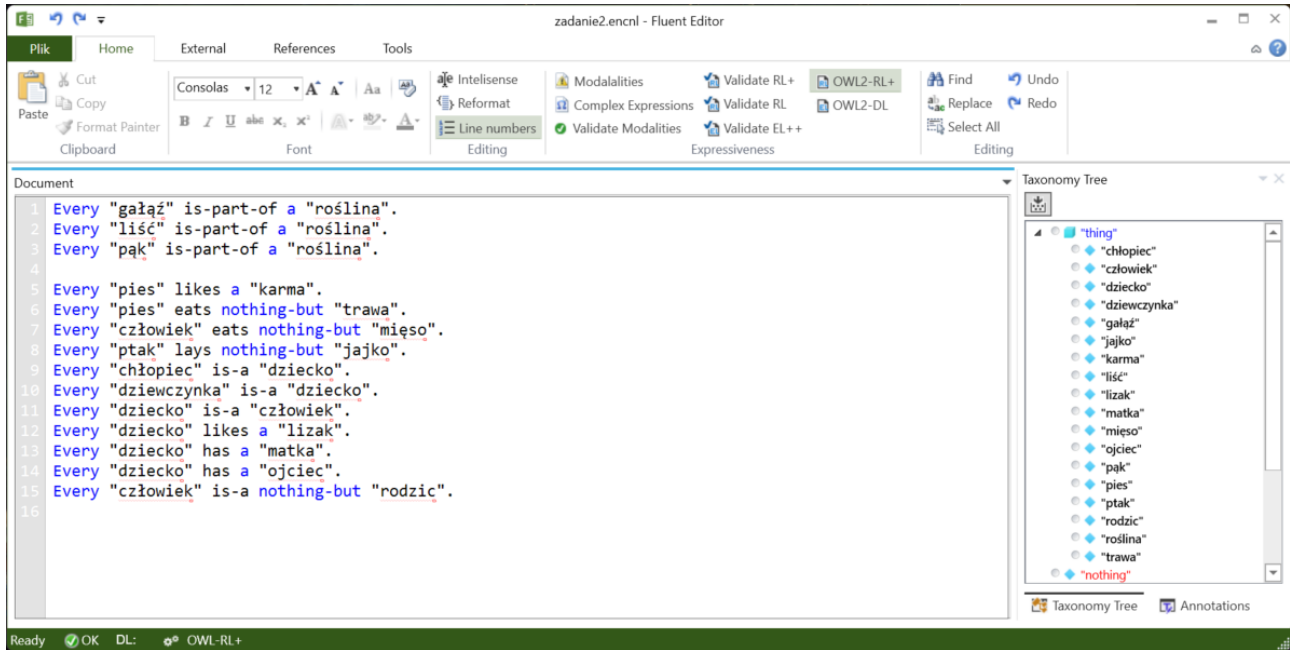 zadanie2.encnl - Fluent Editor
Plik Home External References Tools
Paste
Cut
Copy
Format Painter
Clipboard
Consolas 12 A A Aa
B I U abc x₂ x² A aby A
Font
aje Intelisense
Reformat
Line numbers
Editing
Modalalities
Complex Expressions
Validate Modalities
Validate RL+
Validate RL
Validate EL++
OWL2-RL+
OWL2-DL
Expressiveness
Find
Replace
Select All
Undo
Redo
Editing
Document
1 Every "gałąź" is-part-of a "roślina".
2 Every "liść" is-part-of a "roślina".
3 Every "pąk" is-part-of a "roślina".
4
5 Every "pies" likes a "karma".
6 Every "pies" eats nothing-but "trawa".
7 Every "człowiek" eats nothing-but "mięso".
8 Every "ptak" lays nothing-but "jajko".
9 Every "chłopiec" is-a "dziecko".
10 Every "dziewczynka" is-a "dziecko".
11 Every "dziecko" is-a "człowiek".
12 Every "dziecko" likes a "lizak".
13 Every "dziecko" has a "matka".
14 Every "dziecko" has a "ojciec".
15 Every "człowiek" is-a nothing-but "rodzic".
16
Taxonomy Tree
"thing"
"chłopiec"
"człowiek"
"dziecko"
"dziewczynka"
"gałąź"
"jajko"
"karma"
"liść"
"lizak"
"matka"
"mięso"
"ojciec"
"pąk"
"pies"
"ptak"
"rodzic"
"roślina"
"trawa"
"nothing"
Taxonomy Tree Annotations
Ready OK DL: OWL-RL+